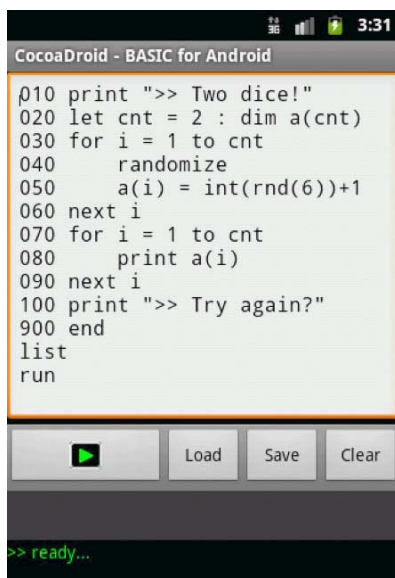 3G 3:31
CocoaDroid - BASIC for Android
010 print ">> Two dice!"
020 let cnt = 2 : dim a(cnt)
030 for i = 1 to cnt
040     randomize
050     a(i) = int(rnd(6))+1
060 next i
070 for i = 1 to cnt
080     print a(i)
090 next i
100 print ">> Try again?"
900 end
list
run
Load Save Clear
>> ready...